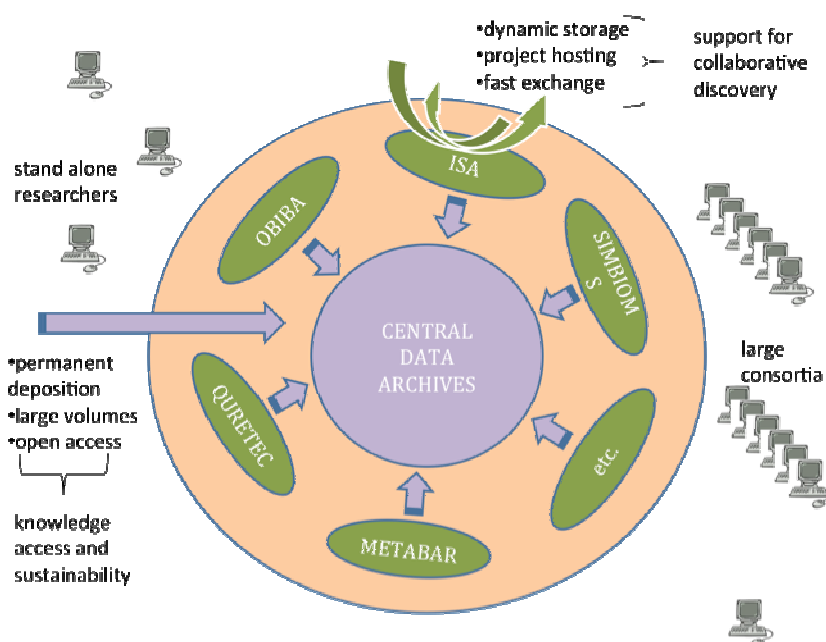 •dynamic storage
•project hosting
•fast exchange
support for
collaborative
discovery
stand alone
researchers
ISA
OBIBA
SIMBIOM
S
CENTRAL
DATA
ARCHIVES
•permanent
deposition
•large volumes
•open access
knowledge
access and
sustainability
large
consortia
QURETEC
etc.
METABAR